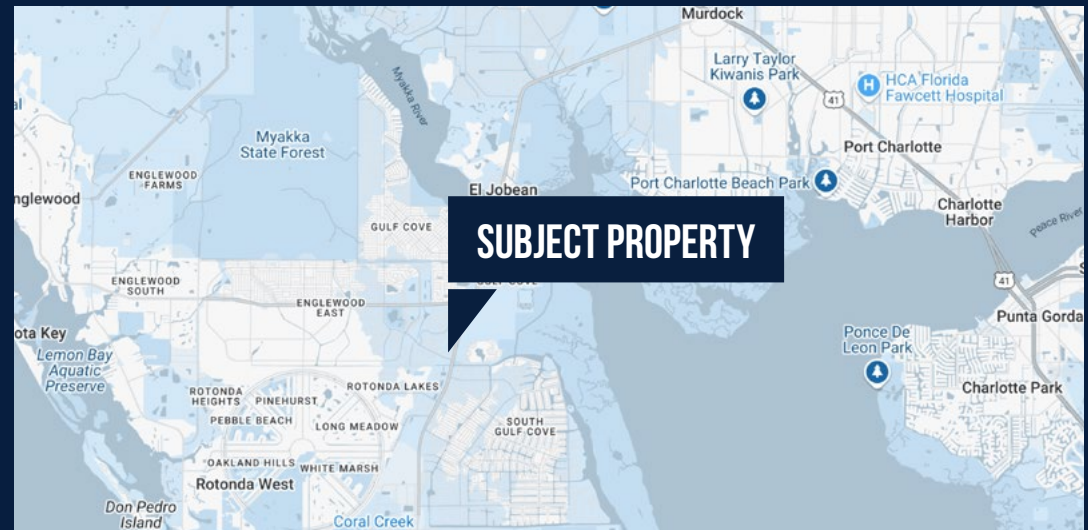 Murdock
Larry Taylor
Kiwanis Park
HCA Florida
Fawcett Hospital
41
Myakka River
Myakka
State Forest
Port Charlotte
ENGLEWOOD
FARMS
El Jobean
Port Charlotte Beach Park
nglewood
Charlotte
Harbor
Peace River
GULF COVE
SUBJECT PROPERTY
ENGLEWOOD
SOUTH
ENGLEWOOD
EAST
41
Punta Gorda
ota Key
Lemon Bay
Aquatic
Preserve
Ponce De
Leon Park
ROTONDA
HEIGHTS
PINEHURST
ROTONDA LAKES
Charlotte Park
PEBBLE BEACH
LONG MEADOW
SOUTH
GULF COVE
OAKLAND HILLS
WHITE MARSH
Rotonda West
Don Pedro
Island
Coral Creek